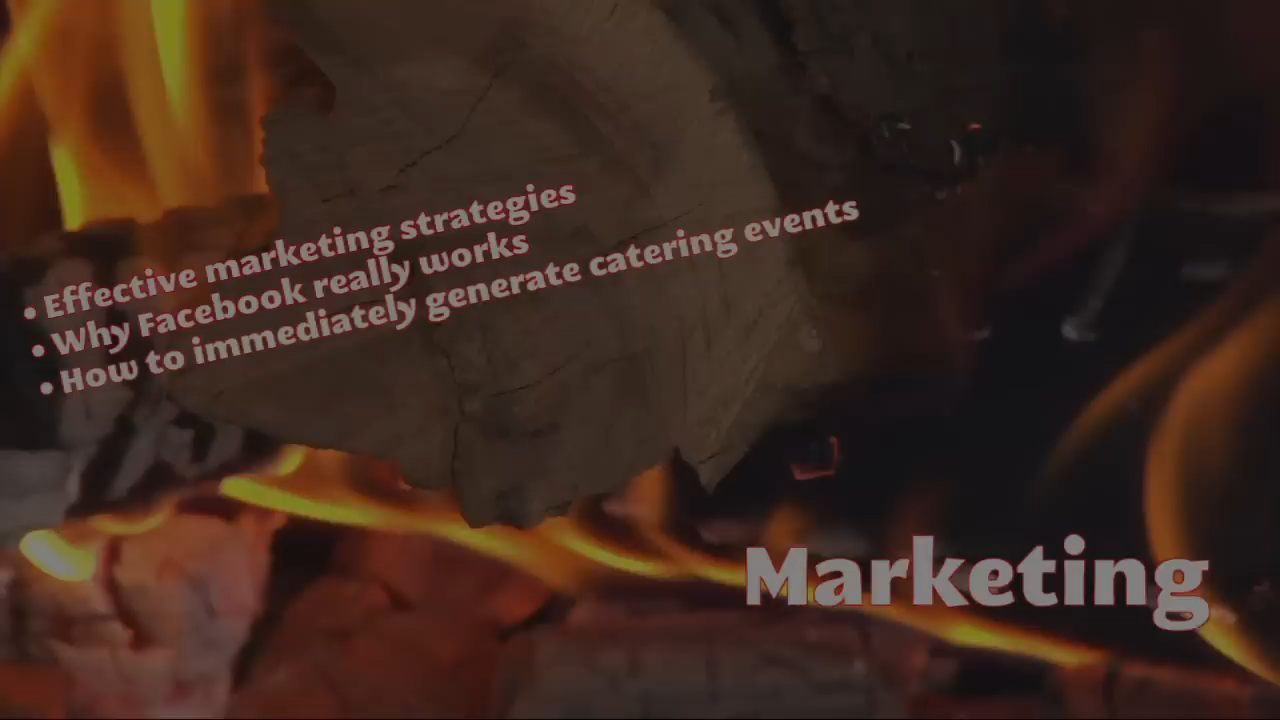 • Effective marketing strategies
• Why Facebook really works
• How to immediately generate catering events
Marketing